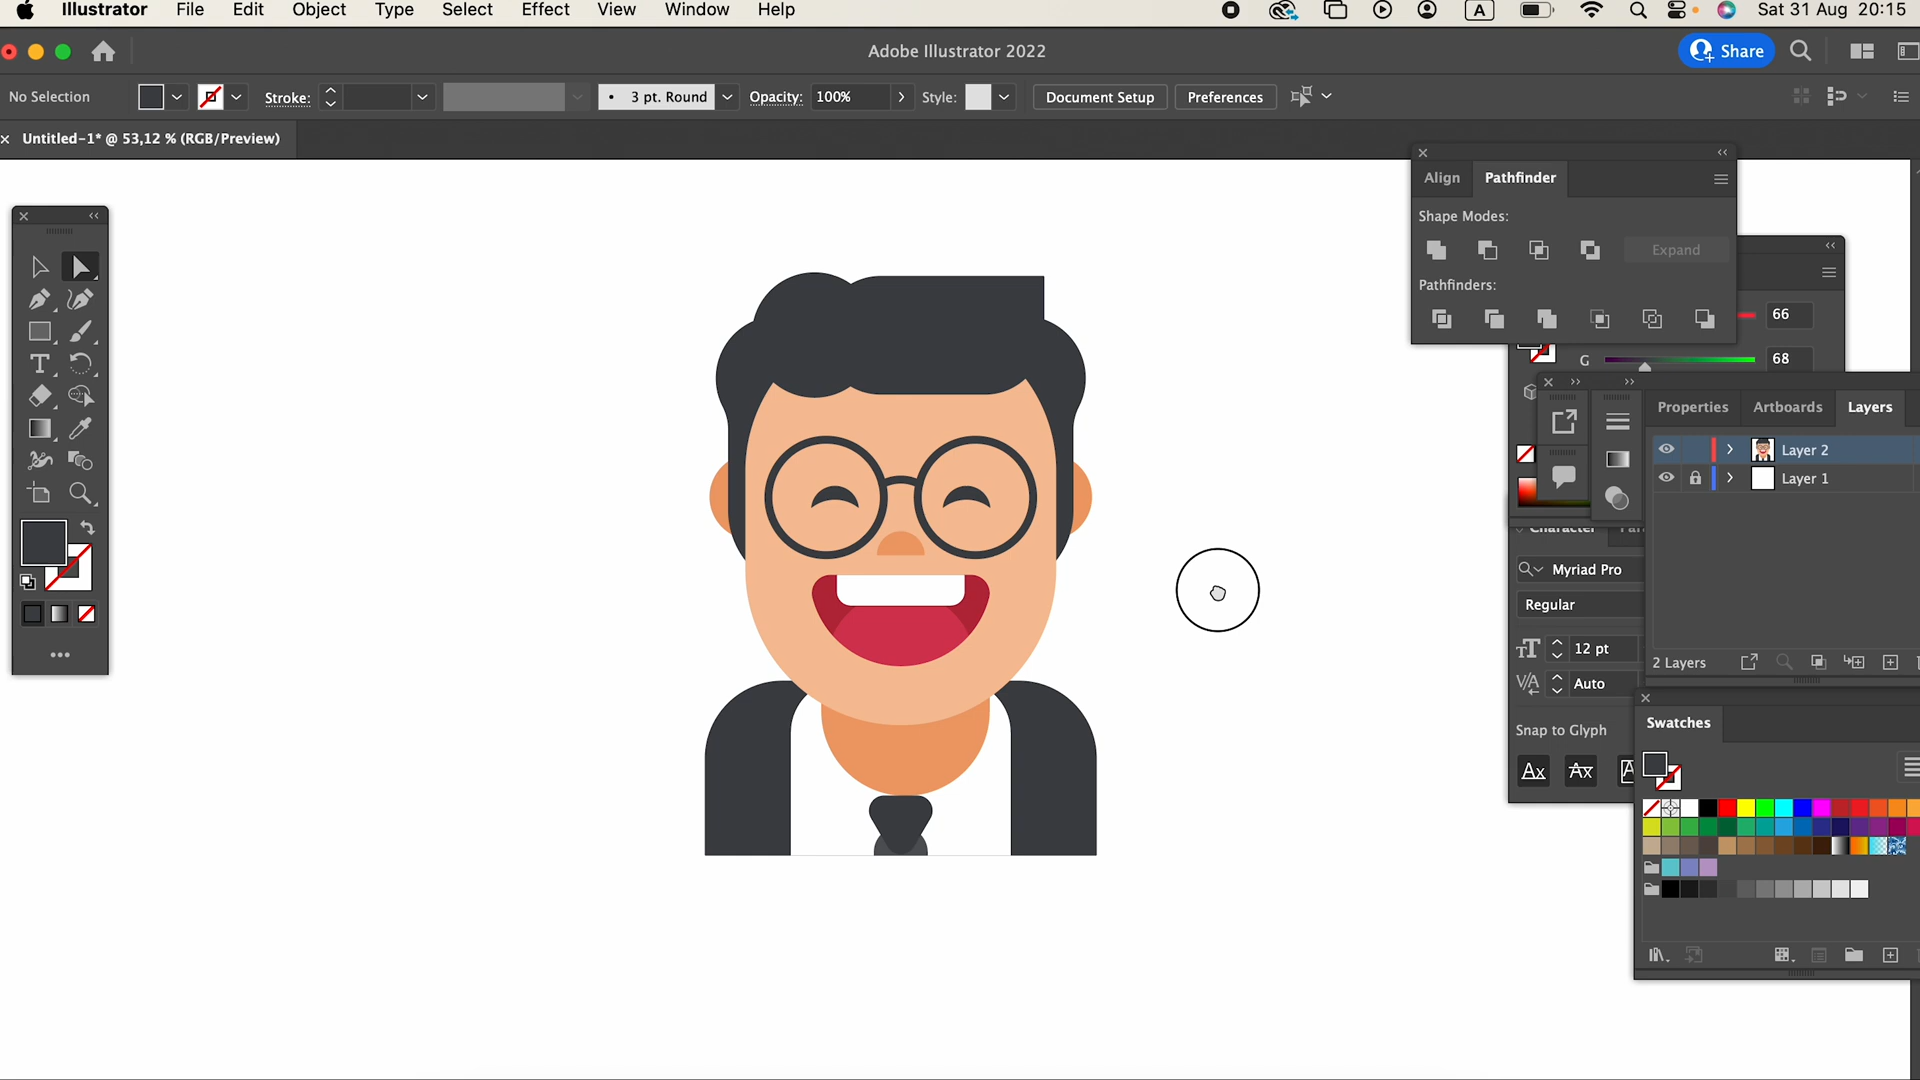 Illustrator File Edit Object Type Select Effect View Window Help A Sat 31 Aug 20:15
Adobe Illustrator 2022 Share
No Selection Stroke: 3 pt. Round Opacity: 100% Style: Document Setup Preferences
Untitled-1* @ 53,12 % (RGB/Preview)
Align Pathfinder
Shape Modes:
Expand
Pathfinders:
66
G 68
Properties Artboards Layers
Layer 2
Layer 1
Character
Myriad Pro
Regular
12 pt
2 Layers
Auto
Swatches
Snap to Glyph